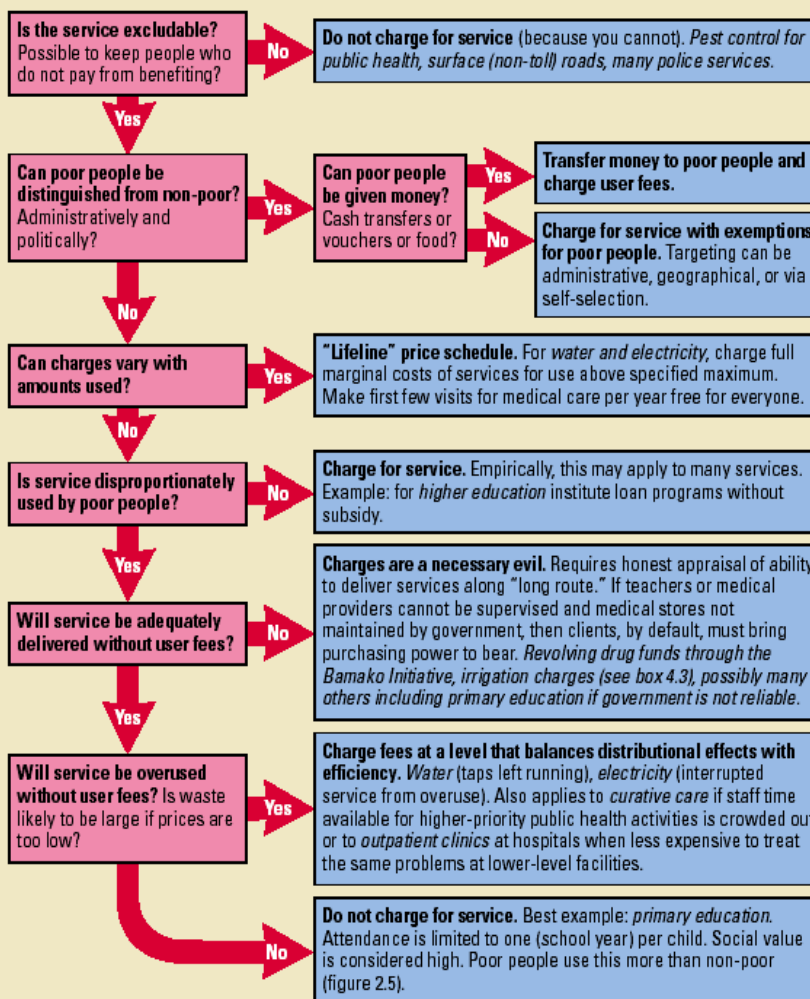 Is the service excludable?
Possible to keep people who
do not pay from benefiting?
No
Do not charge for service (because you cannot). Pest control for
public health, surface (non-toll) roads, many police services.
Yes
Can poor people be
distinguished from non-poor?
Administratively and
politically?
Yes
Can poor people
be given money?
Cash transfers or
vouchers or food?
Yes
Transfer money to poor people and
charge user fees.
No
Charge for service with exemptions
for poor people. Targeting can be
administrative, geographical, or via
self-selection.
No
Can charges vary with
amounts used?
Yes
"Lifeline" price schedule. For water and electricity, charge full
marginal costs of services for use above specified maximum.
Make first few visits for medical care per year free for everyone.
No
Is service disproportionately
used by poor people?
No
Charge for service. Empirically, this may apply to many services.
Example: for higher education institute loan programs without
subsidy.
Yes
Will service be adequately
delivered without user fees?
No
Charges are a necessary evil. Requires honest appraisal of ability
to deliver services along "long route." If teachers or medical
providers cannot be supervised and medical stores not
maintained by government, then clients, by default, must bring
purchasing power to bear. Revolving drug funds through the
Bamako Initiative, irrigation charges (see box 4.3), possibly many
others including primary education if government is not reliable.
Yes
Will service be overused
without user fees? Is waste
likely to be large if prices are
too low?
Yes
Charge fees at a level that balances distributional effects with
efficiency. Water (taps left running), electricity (interrupted
service from overuse). Also applies to curative care if staff time
available for higher-priority public health activities is crowded out
or to outpatient clinics at hospitals when less expensive to treat
the same problems at lower-level facilities.
No
Do not charge for service. Best example: primary education.
Attendance is limited to one (school year) per child. Social value
is considered high. Poor people use this more than non-poor
(figure 2.5).